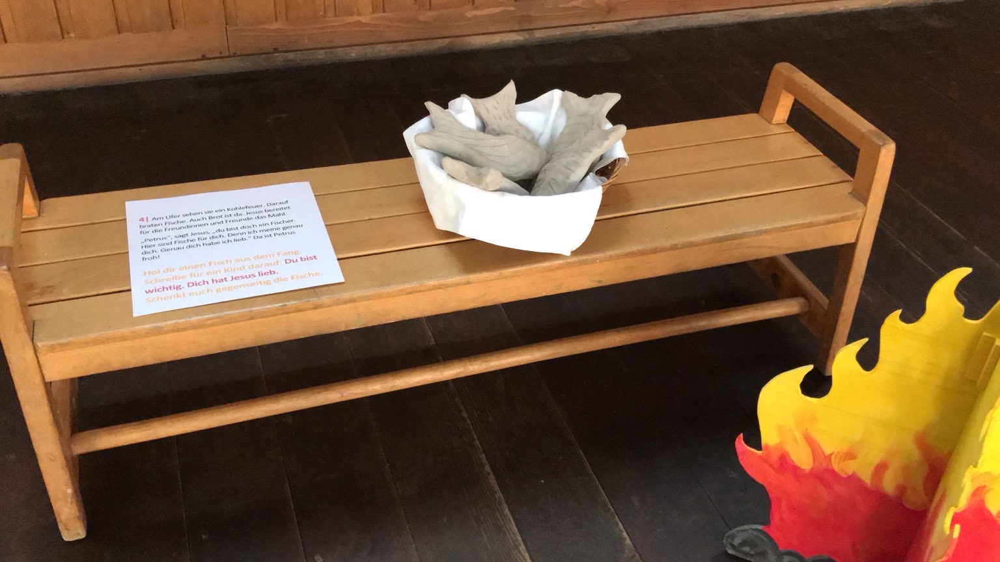 4| Am Ufer sehen sie ein Kohlefeuer. Darauf
braten Fische. Auch Brot ist da. Jesus bereitet
für die Freundinnen und Freunde das Mahl.
„Petrus“, sagt Jesus, „du bist doch ein Fischer.
Hier sind Fische für dich. Denn ich meine genau
dich. Genau dich habe ich lieb.“ Da ist Petrus
froh!
Hol dir einen Fisch aus dem Fang.
Schreibe für ein Kind darauf: Du bist
wichtig. Dich hat Jesus lieb.
Schenkt euch gegenseitig die Fische.